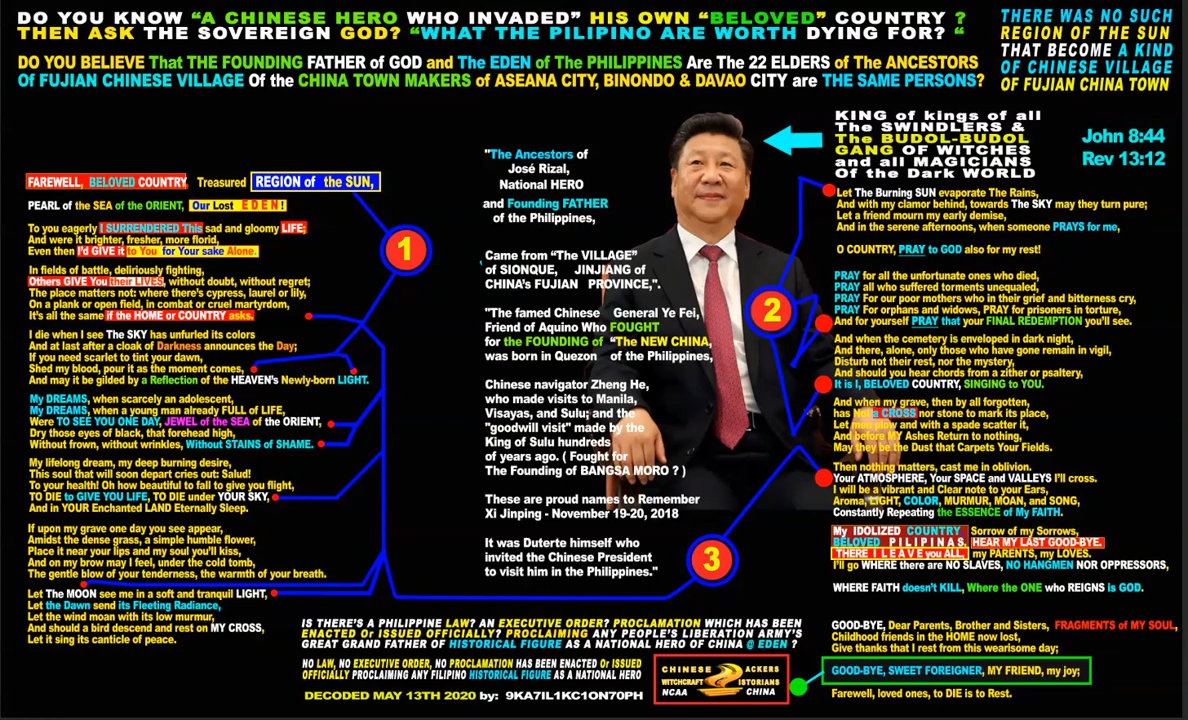 DO YOU KNOW “A CHINESE HERO WHO INVADED” HIS OWN “BELOVED” COUNTRY ?
THEN ASK THE SOVEREIGN GOD? “WHAT THE PILIPINO ARE WORTH DYING FOR? “
DO YOU BELIEVE That THE FOUNDING FATHER of GOD and The EDEN of The PHILIPPINES Are The 22 ELDERS of The ANCESTORS
Of FUJIAN CHINESE VILLAGE Of the CHINA TOWN MAKERS of ASEANA CITY, BINONDO & DAVAO CITY are THE SAME PERSONS?
THERE WAS NO SUCH
REGION OF THE SUN
THAT BECOME A KIND
OF CHINESE VILLAGE
OF FUJIAN CHINA TOWN
KING of kings of all
The SWINDLERS &
The BUDOL-BUDOL
GANG OF WITCHES
and all MAGICIANS
Of the Dark WORLD
John 8:44
Rev 13:12
FAREWELL, BELOVED COUNTRY, Treasured REGION of the SUN,
PEARL of the SEA of the ORIENT, Our Lost EDEN!
To you eagerly I SURRENDERED This sad and gloomy LIFE;
And were it brighter, fresher, more florid,
Even then I'd GIVE it to You for Your sake Alone.
In fields of battle, deliriously fighting,
Others GIVE You their LIVES, without doubt, without regret;
The place matters not: where there's cypress, laurel or lily,
On a plank or open field, in combat or cruel martyrdom,
It's all the same if the HOME or COUNTRY asks.
I die when I see The SKY has unfurled its colors
And at last after a cloak of Darkness announces the Day;
If you need scarlet to tint your dawn,
Shed my blood, pour it as the moment comes,
And may it be gilded by a Reflection of the HEAVEN's Newly-born LIGHT.
My DREAMS, when scarcely an adolescent,
My DREAMS, when a young man already FULL of LIFE,
Were TO SEE YOU ONE DAY, JEWEL of the SEA of the ORIENT,
Dry those eyes of black, that forehead high,
Without frown, without wrinkles, Without STAINS of SHAME.
My lifelong dream, my deep burning desire,
This soul that will soon depart cries out: Salud!
To your health! Oh how beautiful to fall to give you flight,
TO DIE to GIVE YOU LIFE, TO DIE under YOUR SKY,
And in YOUR Enchanted LAND Eternally Sleep.
If upon my grave one day you see appear,
Amidst the dense grass, a simple humble flower,
Place it near your lips and my soul you'll kiss,
And on my brow may I feel, under the cold tomb,
The gentle blow of your tenderness, the warmth of your breath.
Let The MOON see me in a soft and tranquil LIGHT,
Let the Dawn send its Fleeting Radiance,
Let the wind moan with its low murmur,
And should a bird descend and rest on MY CROSS,
Let it sing its canticle of peace.
1
"The Ancestors of
José Rizal,
National HERO
and Founding FATHER
of the Philippines,
Came from “The VILLAGE”
of SIONQUE, JINJIANG of
CHINA's FUJIAN PROVINCE,".
"The famed Chinese General Ye Fei,
Friend of Aquino Who FOUGHT
for the FOUNDING of “The NEW CHINA,
was born in Quezon of the Philippines,
Chinese navigator Zheng He,
who made visits to Manila,
Visayas, and Sulu; and the
"goodwill visit" made by the
King of Sulu hundreds
of years ago. ( Fought for
The Founding of BANGSA MORO ? )
These are proud names to Remember
Xi Jinping - November 19-20, 2018
It was Duterte himself who
invited the Chinese President
to visit him in the Philippines."
2
3
Let The Burning SUN evaporate The Rains,
And with my clamor behind, towards The SKY may they turn pure;
Let a friend mourn my early demise,
And in the serene afternoons, when someone PRAYS for me,
O COUNTRY, PRAY to GOD also for my rest!
PRAY for all the unfortunate ones who died,
PRAY all who suffered torments unequaled,
PRAY For our poor mothers who in their grief and bitterness cry,
PRAY For orphans and widows, PRAY for prisoners in torture,
And for yourself PRAY that your FINAL REDEMPTION you'll see.
And when the cemetery is enveloped in dark night,
And there, alone, only those who have gone remain in vigil,
Disturb not their rest, nor the mystery,
And should you hear chords from a zither or psaltery,
It is I, BELOVED COUNTRY, SINGING to YOU.
And when my grave, then by all forgotten,
has Not a CROSS nor stone to mark its place,
Let men plow and with a spade scatter it,
And before MY Ashes Return to nothing,
May they be the Dust that Carpets Your Fields.
Then nothing matters, cast me in oblivion.
Your ATMOSPHERE, Your SPACE and VALLEYS I'll cross.
I will be a vibrant and Clear note to your Ears,
Aroma, LIGHT, COLOR, MURMUR, MOAN, and SONG,
Constantly Repeating the ESSENCE of My FAITH.
My IDOLIZED COUNTRY Sorrow of my Sorrows,
BELOVED PILIPINAS, HEAR MY LAST GOOD-BYE.
THERE I LEAVE you ALL, my PARENTS, my LOVES.
I'll go WHERE there are NO SLAVES, NO HANGMEN NOR OPPRESSORS,
WHERE FAITH doesn't KILL, Where the ONE who REIGNS is GOD.
GOOD-BYE, Dear Parents, Brother and Sisters, FRAGMENTS of MY SOUL,
Childhood friends in the HOME now lost,
Give thanks that I rest from this wearisome day;
GOOD-BYE, SWEET FOREIGNER, MY FRIEND, my joy;
Farewell, loved ones, to DIE is to Rest.
IS THERE'S A PHILIPPINE LAW? AN EXECUTIVE ORDER? PROCLAMATION WHICH HAS BEEN
ENACTED Or ISSUED OFFICIALLY? PROCLAIMING ANY PEOPLE'S LIBERATION ARMY'S
GREAT GRAND FATHER OF HISTORICAL FIGURE AS A NATIONAL HERO OF CHINA @ EDEN ?
NO LAW, NO EXECUTIVE ORDER, NO PROCLAMATION HAS BEEN ENACTED Or ISSUED
OFFICIALLY PROCLAIMING ANY FILIPINO HISTORICAL FIGURE AS A NATIONAL HERO
DECODED MAY 13TH 2020 by: 9KA7IL1KC1ON70PH
CHINESE ACKERS
WITCHCRAFT ISTORIANS
NCAA CHINA